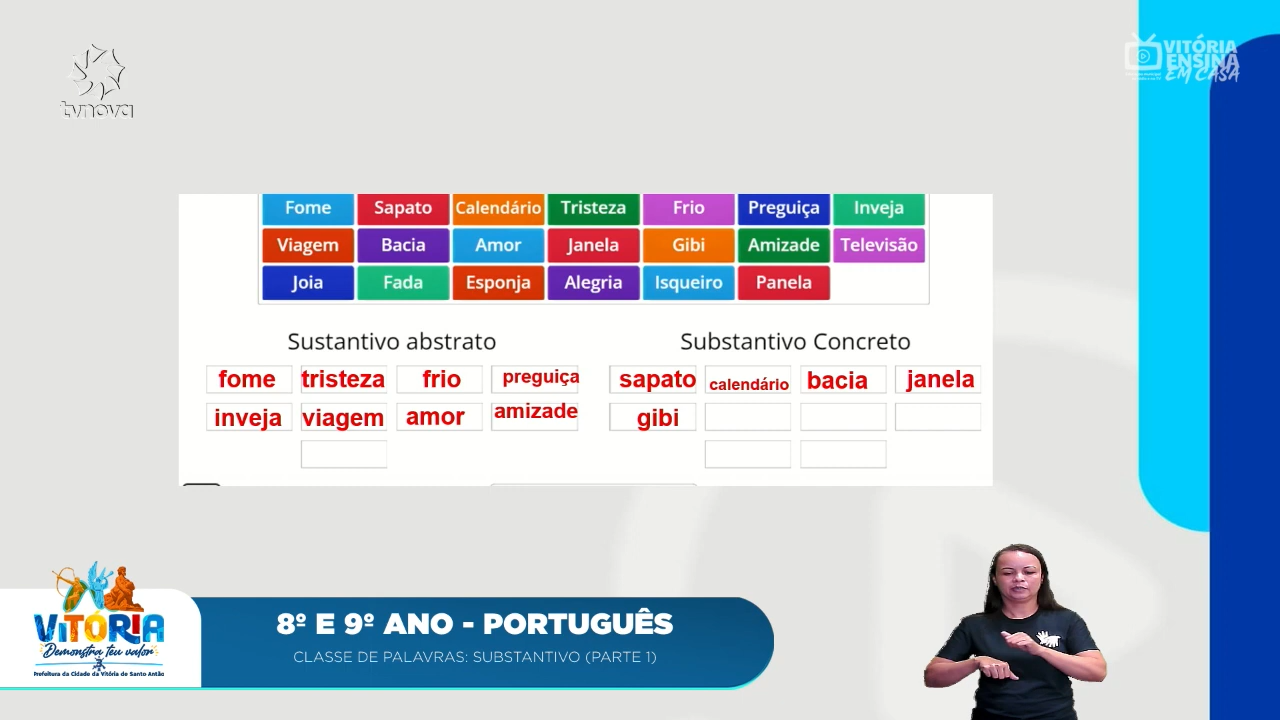 tvnova
VITÓRIA
ENSINA
EM CASA
Fome Sapato Calendário Tristeza Frio Preguiça Inveja
Viagem Bacia Amor Janela Gibi Amizade Televisão
Joia Fada Esponja Alegria Isqueiro Panela
Sustantivo abstrato Substantivo Concreto
fome tristeza frio preguiça sapato calendário bacia janela
inveja viagem amor amizade gibi
VITÓRIA
Demonstra teu valor
Prefeitura da Cidade da Vitória de Santo Antão
8º E 9º ANO - PORTUGUÊS
CLASSE DE PALAVRAS: SUBSTANTIVO (PARTE 1)